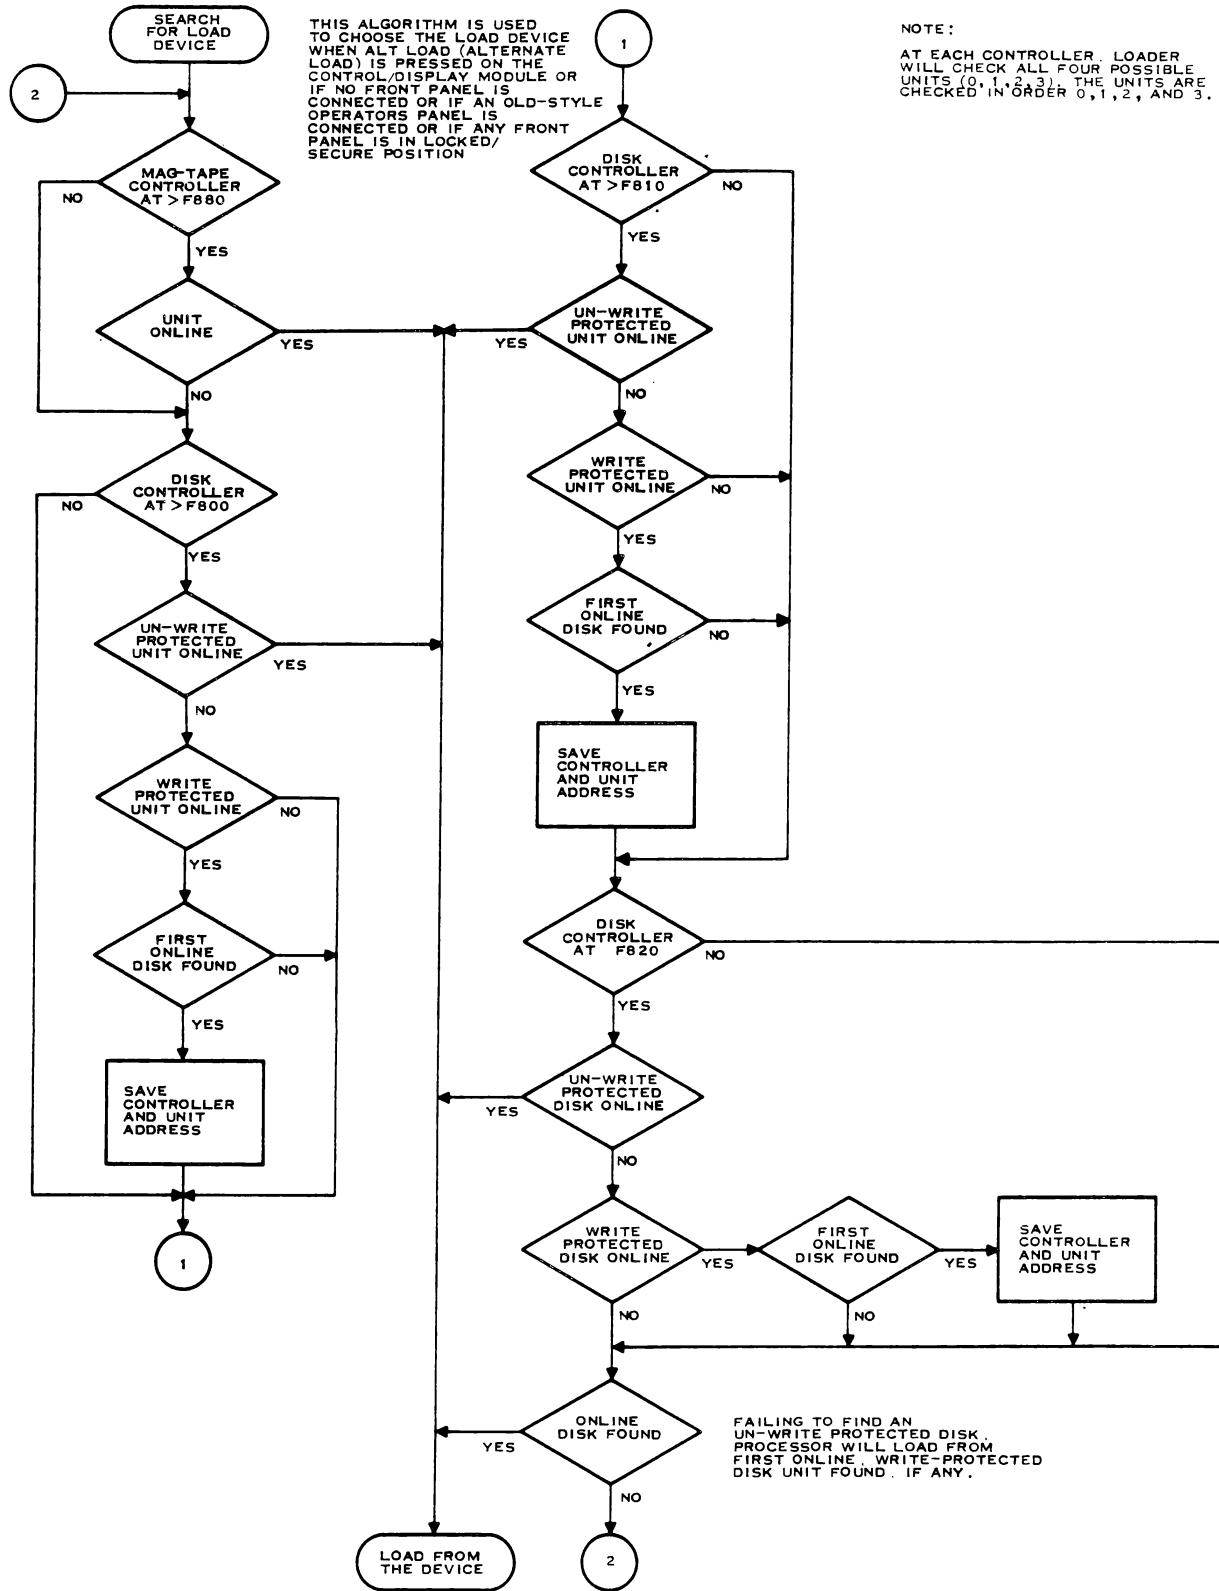 SEARCH
FOR LOAD
DEVICE
THIS ALGORITHM IS USED
TO CHOOSE THE LOAD DEVICE
WHEN ALT LOAD (ALTERNATE
LOAD) IS PRESSED ON THE
CONTROL/DISPLAY MODULE OR
IF NO FRONT PANEL IS
CONNECTED OR IF AN OLD-STYLE
OPERATORS PANEL IS
CONNECTED OR IF ANY FRONT
PANEL IS IN LOCKED/
SECURE POSITION
2
MAG-TAPE
CONTROLLER
AT >F880
NO
YES
UNIT
ONLINE
YES
NO
DISK
CONTROLLER
AT >F800
NO
YES
UN-WRITE
PROTECTED
UNIT ONLINE
YES
NO
WRITE
PROTECTED
UNIT ONLINE
NO
YES
FIRST
ONLINE
DISK FOUND
NO
YES
SAVE
CONTROLLER
AND UNIT
ADDRESS
1
1
NOTE:
AT EACH CONTROLLER, LOADER
WILL CHECK ALL FOUR POSSIBLE
UNITS (0,1,2,3). THE UNITS ARE
CHECKED IN ORDER 0,1,2, AND 3.
DISK
CONTROLLER
AT >F810
NO
YES
UN-WRITE
PROTECTED
UNIT ONLINE
YES
NO
WRITE
PROTECTED
UNIT ONLINE
NO
YES
FIRST
ONLINE
DISK FOUND
NO
YES
SAVE
CONTROLLER
AND UNIT
ADDRESS
DISK
CONTROLLER
AT F820
NO
YES
UN-WRITE
PROTECTED
DISK ONLINE
YES
NO
WRITE
PROTECTED
DISK ONLINE
YES
NO
FIRST
ONLINE
DISK FOUND
YES
NO
SAVE
CONTROLLER
AND UNIT
ADDRESS
ONLINE
DISK FOUND
YES
NO
FAILING TO FIND AN
UN-WRITE PROTECTED DISK,
PROCESSOR WILL LOAD FROM
FIRST ONLINE, WRITE-PROTECTED
DISK UNIT FOUND, IF ANY.
LOAD FROM
THE DEVICE
2